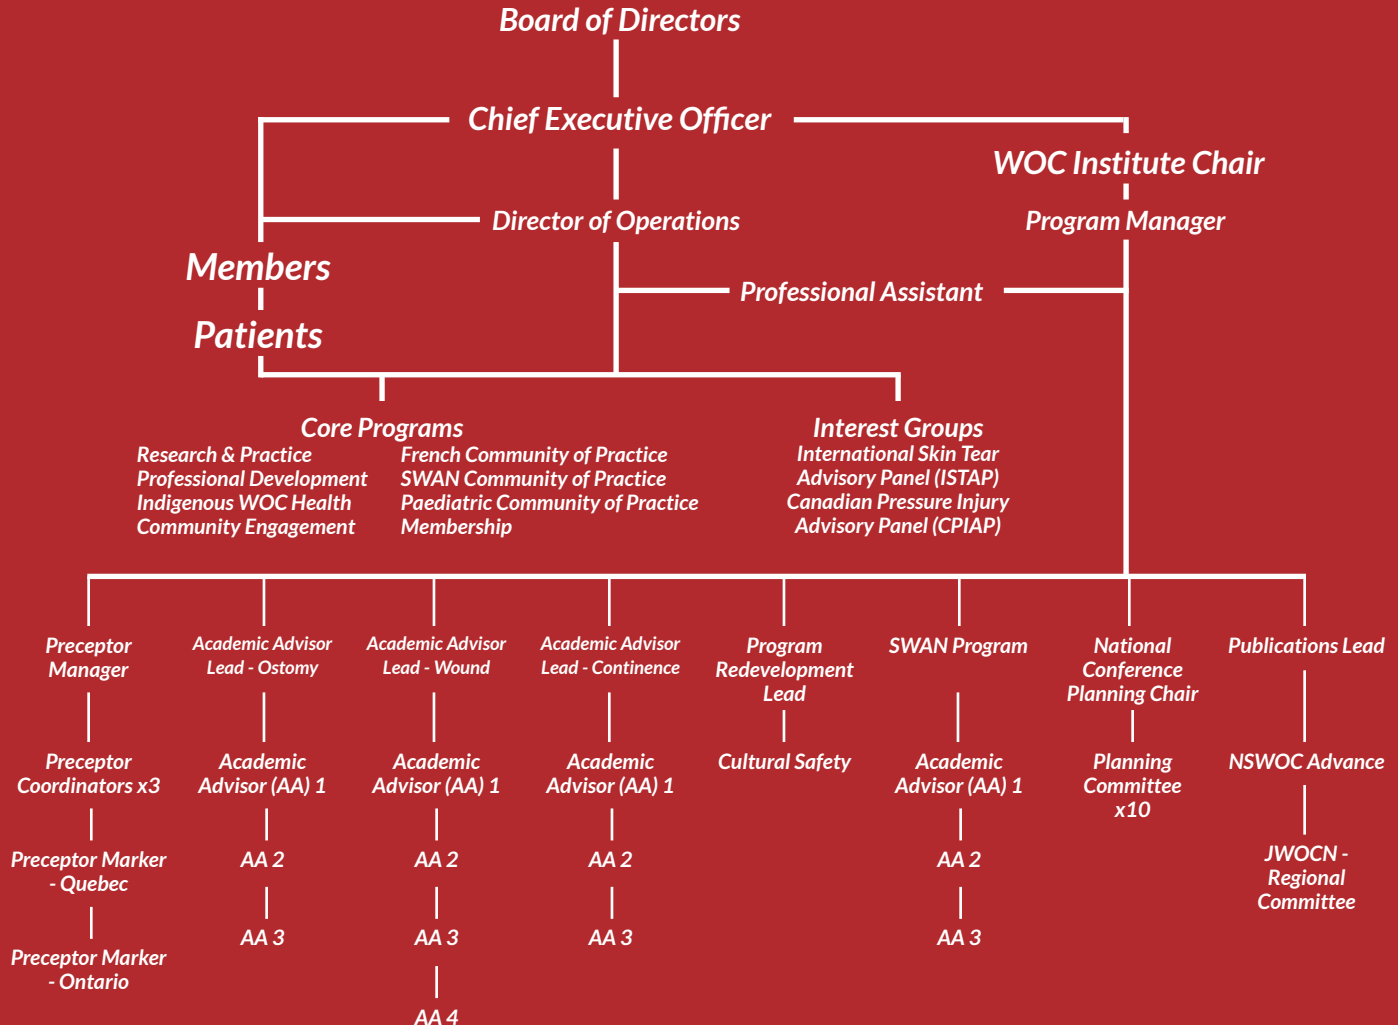 Board of Directors
Chief Executive Officer
WOC Institute Chair
Director of Operations
Program Manager
Members
Professional Assistant
Patients
Core Programs
Research & Practice
Professional Development
Indigenous WOC Health
Community Engagement
French Community of Practice
SWAN Community of Practice
Paediatric Community of Practice
Membership
Interest Groups
International Skin Tear
Advisory Panel (ISTAP)
Canadian Pressure Injury
Advisory Panel (CPIAP)
Preceptor
Manager
Preceptor
Coordinators x3
Preceptor Marker
- Quebec
Preceptor Marker
- Ontario
Academic Advisor
Lead - Ostomy
Academic
Advisor (AA) 1
AA 2
AA 3
Academic Advisor
Lead - Wound
Academic
Advisor (AA) 1
AA 2
AA 3
AA 4
Academic Advisor
Lead - Continence
Academic
Advisor (AA) 1
AA 2
AA 3
Program
Redevelopment
Lead
Cultural Safety
SWAN Program
Academic
Advisor (AA) 1
AA 2
AA 3
National
Conference
Planning Chair
Planning
Committee
x10
Publications Lead
NSWOC Advance
JWOCN -
Regional
Committee